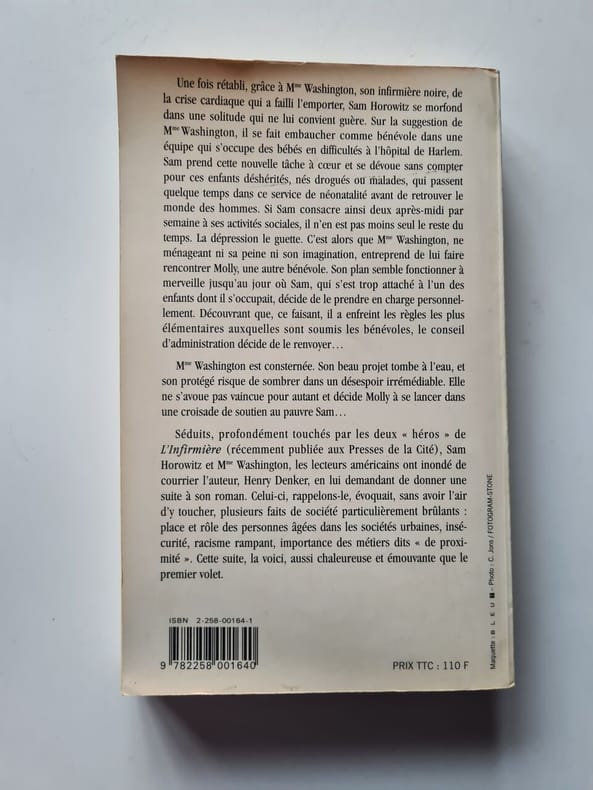 Une fois rétabli, grâce à Mme Washington, son infirmière noire, de
la crise cardiaque qui a failli l'emporter, Sam Horowitz se morfond
dans une solitude qui ne lui convient guère. Sur la suggestion de
Mme Washington, il se fait embaucher comme bénévole dans une
équipe qui s'occupe des bébés en difficultés à l'hôpital de Harlem.
Sam prend cette nouvelle tâche à cœur et se dévoue sans compter
pour ces enfants déshérités, nés drogués ou malades, qui passent
quelque temps dans ce service de néonatalité avant de retrouver le
monde des hommes. Si Sam consacre ainsi deux après-midi par
semaine à ses activités sociales, il n'en est pas moins seul le reste du
temps. La dépression le guette. C'est alors que Mme Washington, ne
ménageant ni sa peine ni son imagination, entreprend de lui faire
rencontrer Molly, une autre bénévole. Son plan semble fonctionner à
merveille jusqu'au jour où Sam, qui s'est trop attaché à l'un des
enfants dont il s'occupait, décide de le prendre en charge personnel-
lement. Découvrant que, ce faisant, il a enfreint les règles les plus
élémentaires auxquelles sont soumis les bénévoles, le conseil
d'administration décide de le renvoyer...
Mme Washington est consternée. Son beau projet tombe à l'eau, et
son protégé risque de sombrer dans un désespoir irrémédiable. Elle
ne s'avoue pas vaincue pour autant et décide Molly à se lancer dans
une croisade de soutien au pauvre Sam...
Séduits, profondément touchés par les deux « héros » de
L'Infirmière (récemment publiée aux Presses de la Cité), Sam
Horowitz et Mme Washington, les lecteurs américains ont inondé de
courrier l'auteur, Henry Denker, en lui demandant de donner une
suite à son roman. Celui-ci, rappelons-le, évoquait, sans avoir l'air
d'y toucher, plusieurs faits de société particulièrement brûlants :
place et rôle des personnes âgées dans les sociétés urbaines, insé-
curité, racisme rampant, importance des métiers dits « de proxi-
mité ». Cette suite, la voici, aussi chaleureuse et émouvante que le
premier volet.
ISBN 2-258-00164-1
9 782258 001640
PRIX TTC : 110 F
Maquette : B L E U - Photo : C. Jons / FOTOGRAM-STONE